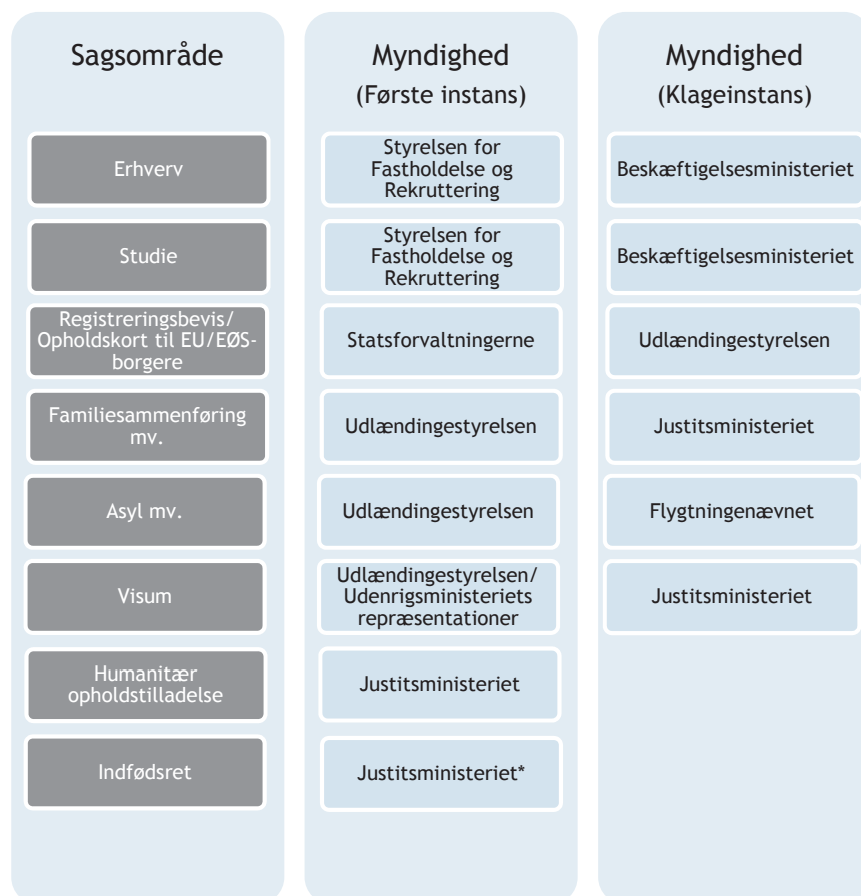 Sagsområde
Myndighed
(Første instans)
Myndighed
(Klageinstans)
Erhverv
Styrelsen for
Fastholdelse og
Rekruttering
Beskæftigelsesministeriet
Studie
Styrelsen for
Fastholdelse og
Rekruttering
Beskæftigelsesministeriet
Registreringsbevis/
Opholdskort til EU/EØS-
borgere
Statsforvaltningerne
Udlændingestyrelsen
Familiesammenføring
mv.
Udlændingestyrelsen
Justitsministeriet
Asyl mv.
Udlændingestyrelsen
Flygtningenævnet
Visum
Udlændingestyrelsen/
Udenrigsministeriets
repræsentationer
Justitsministeriet
Humanitær
opholdstilladelse
Justitsministeriet
Indfødsret
Justitsministeriet*